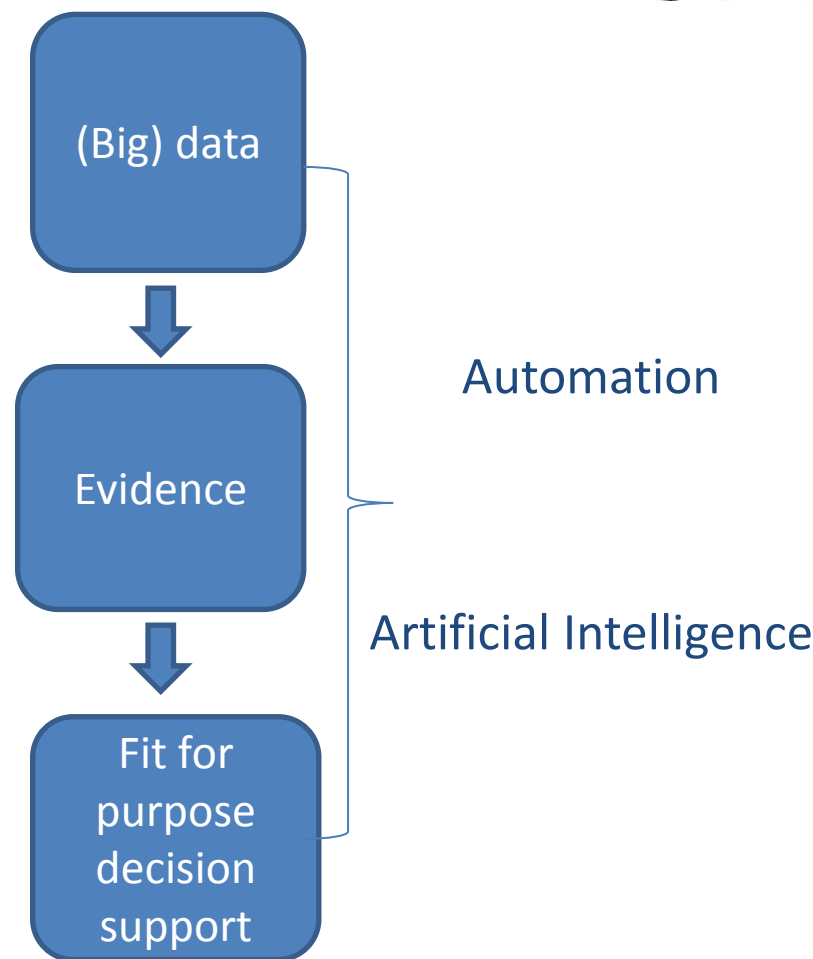 (Big) data
Evidence
Fit for
purpose
decision
support
Automation
Artificial Intelligence